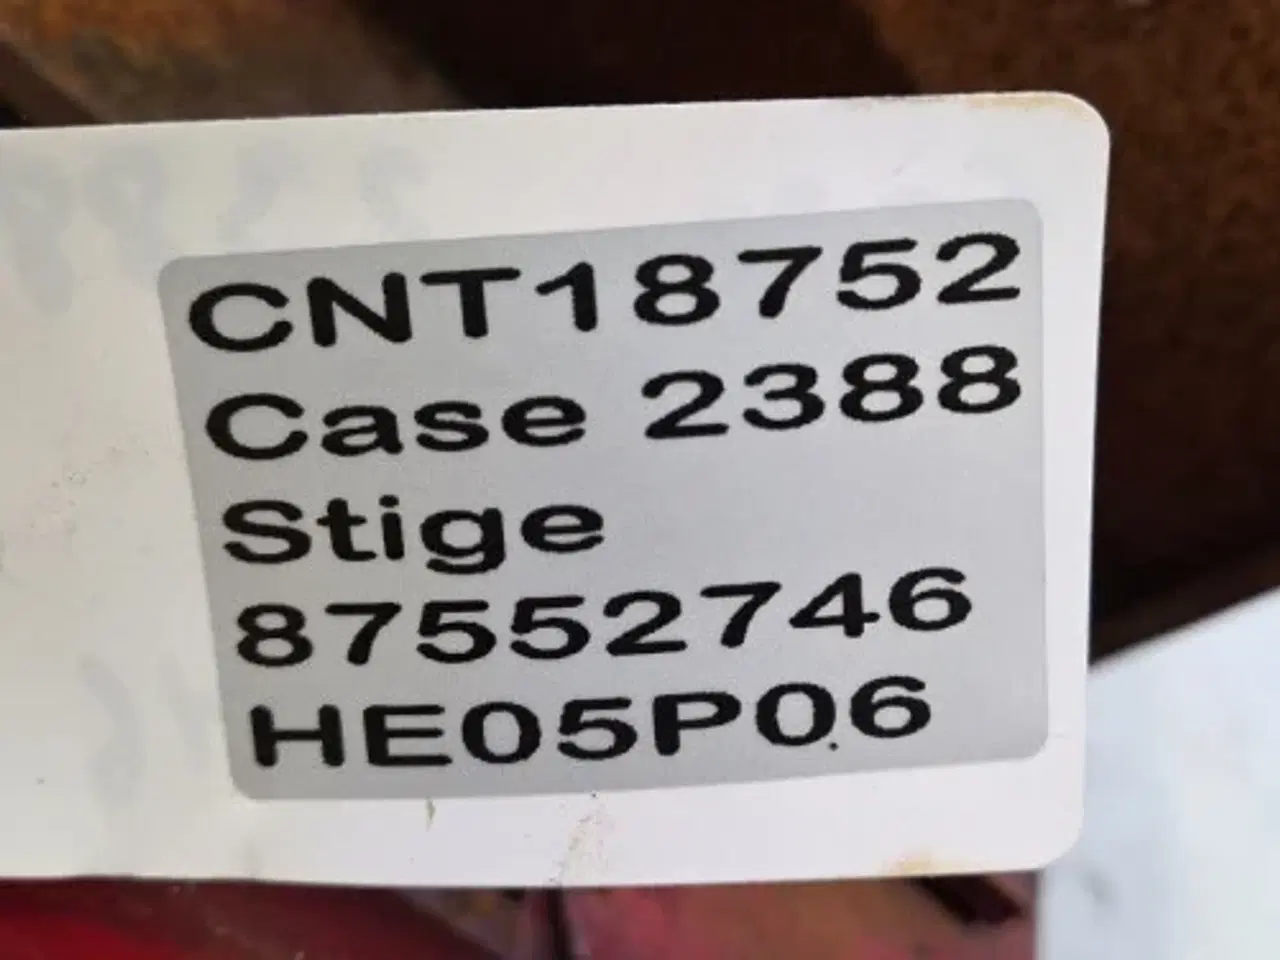 CNT18752
Case 2388
Stige
87552746
HE05P06